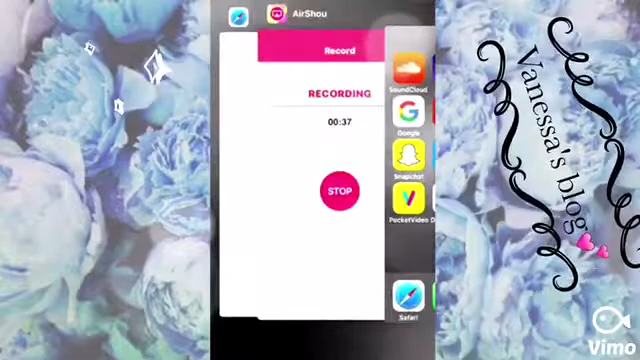 AirShou
Record
RECORDING
00:37
STOP
SoundCloud
Google
Snapchat
PocketVideo
Safari
Vanessa's blog
Vimo